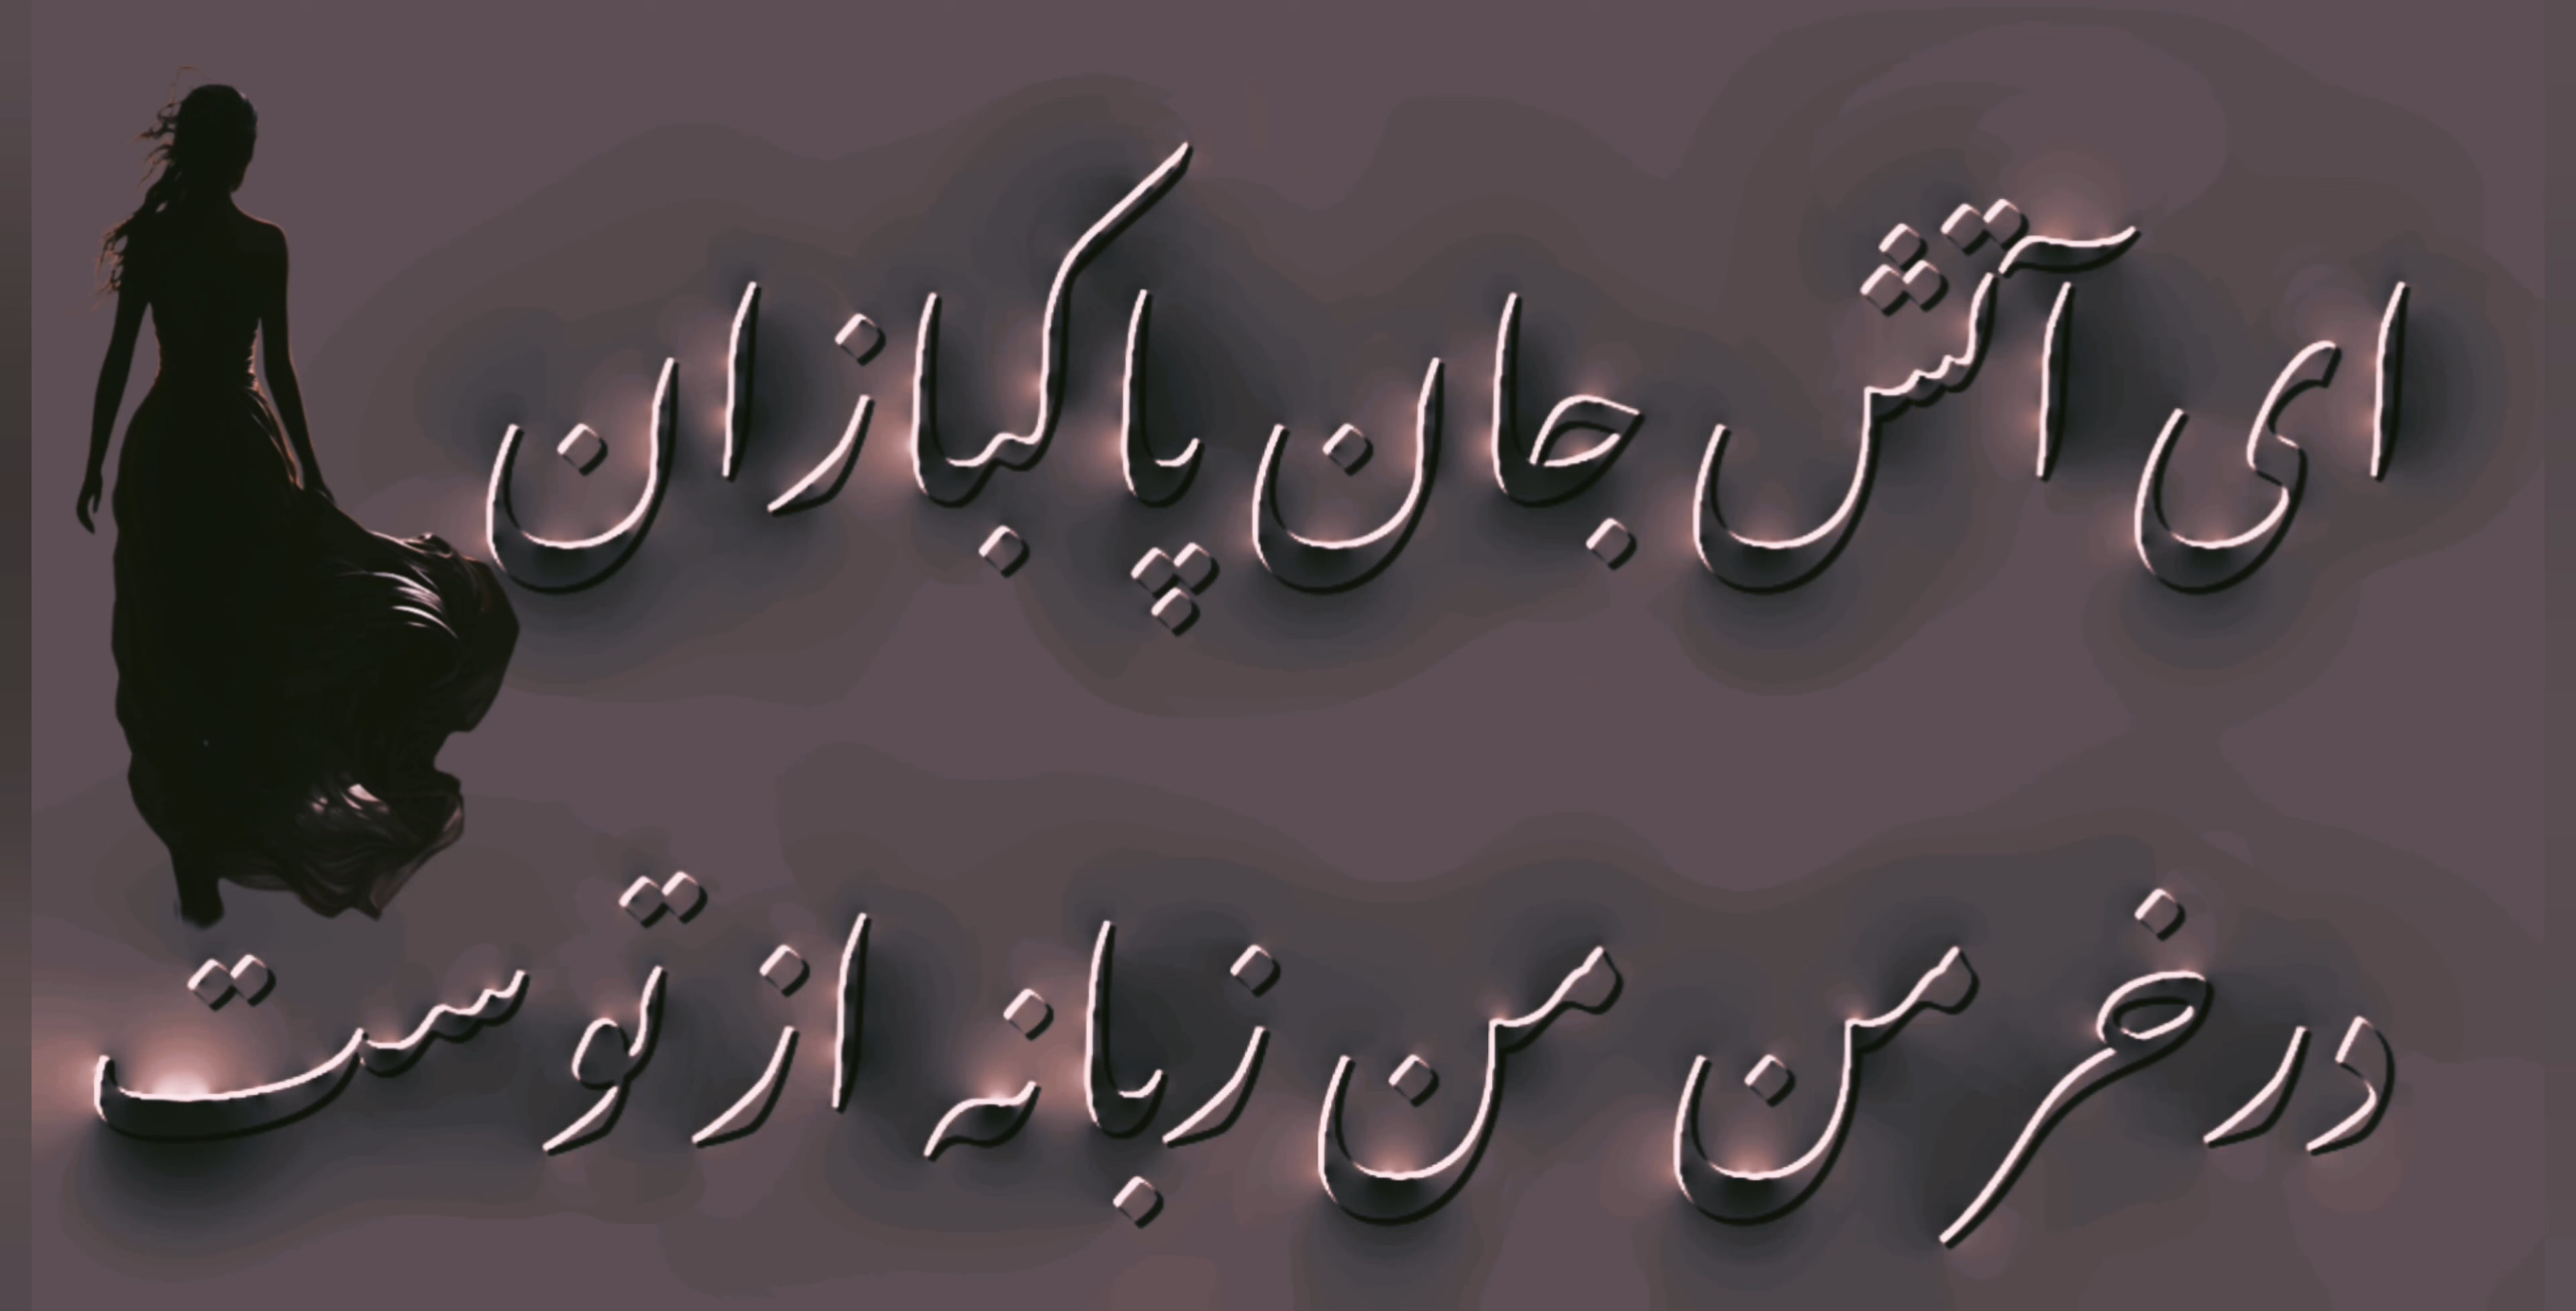 ای آتش جان پاکبازان
در خرمن من زبانه از توست